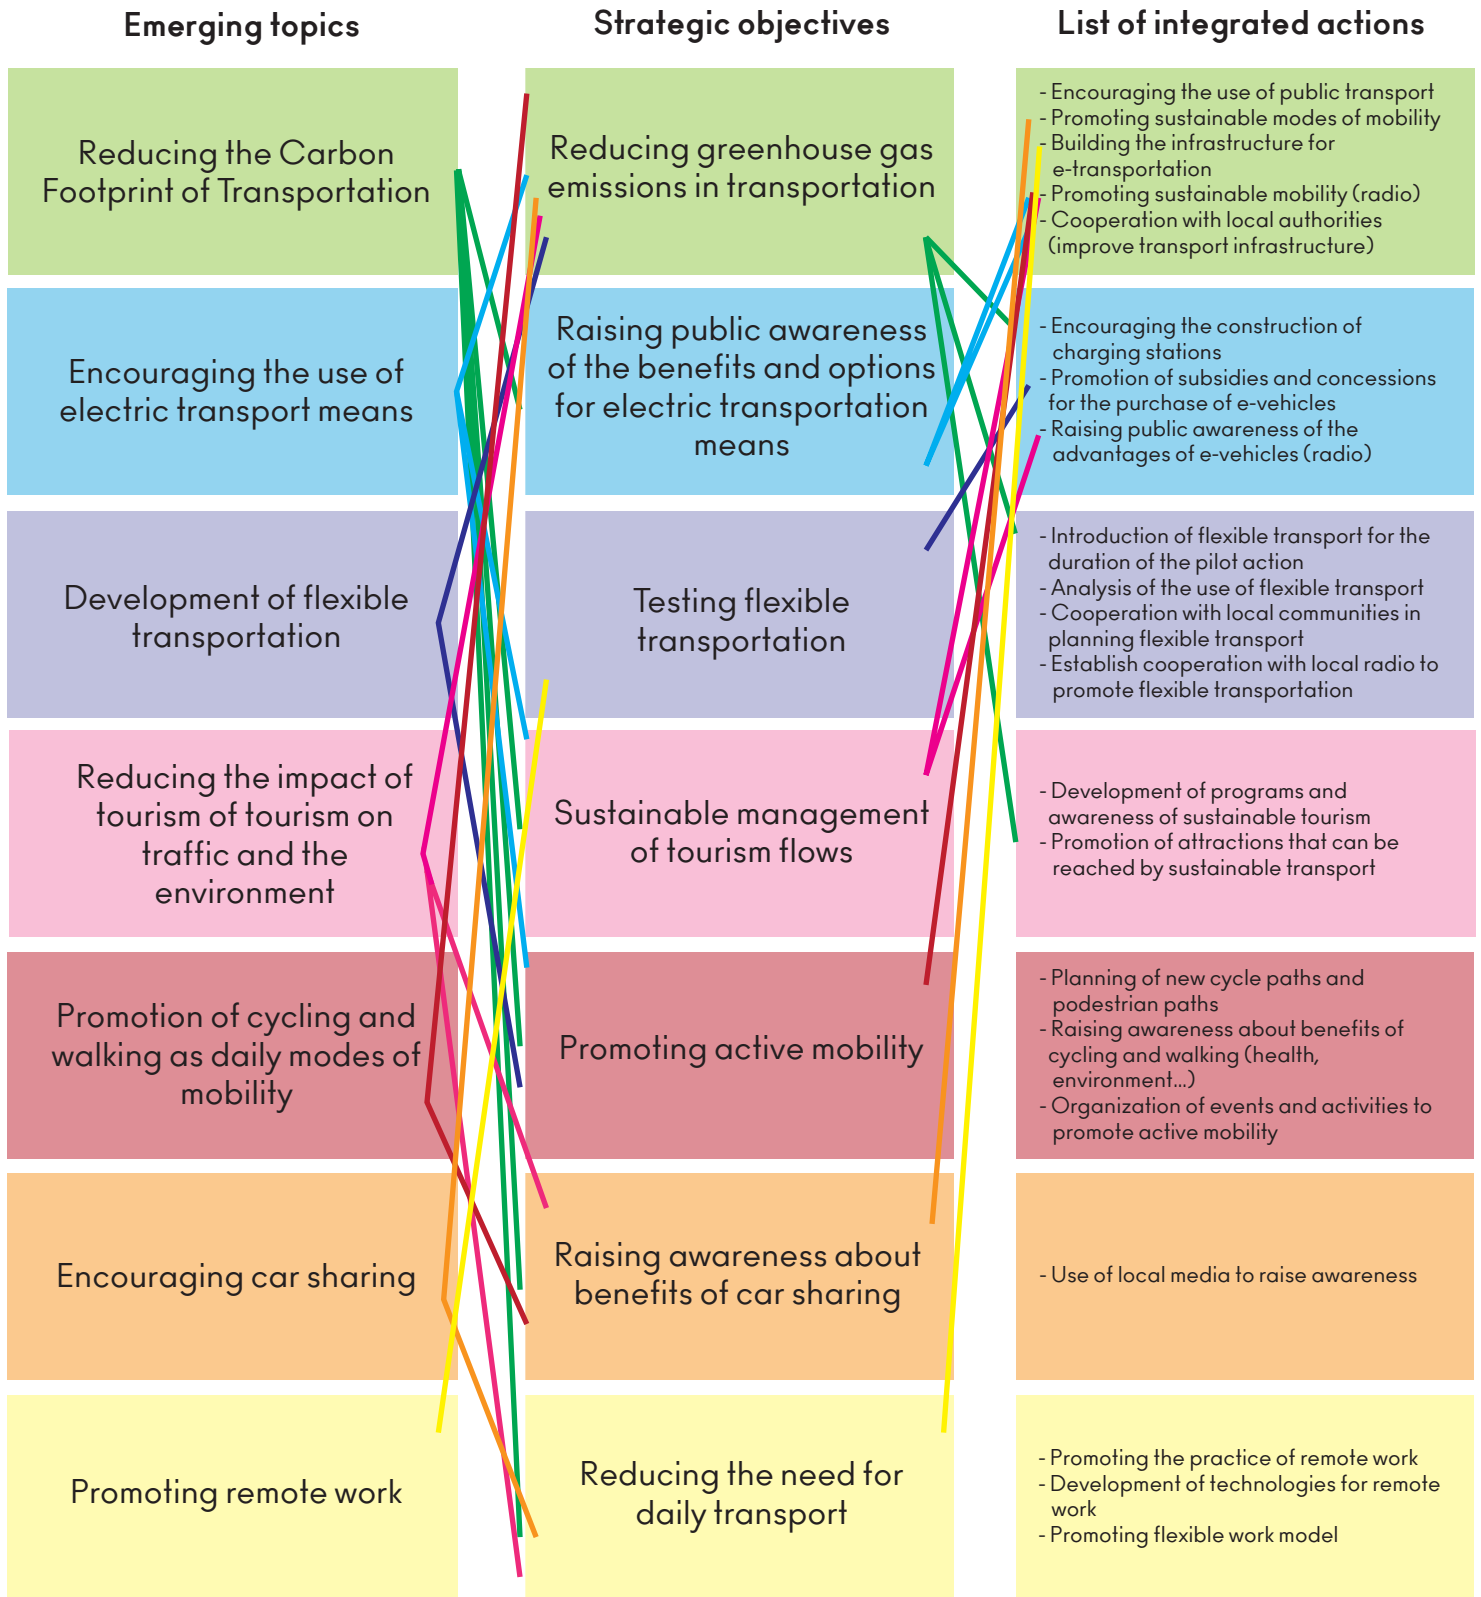 Emerging topics
Strategic objectives
List of integrated actions
Reducing the Carbon
Footprint of Transportation
Reducing greenhouse gas
emissions in transportation
- Encouraging the use of public transport
- Promoting sustainable modes of mobility
- Building the infrastructure for
e-transportation
- Promoting sustainable mobility (radio)
- Cooperation with local authorities
(improve transport infrastructure)
Encouraging the use of
electric transport means
Raising public awareness
of the benefits and options
for electric transportation
means
- Encouraging the construction of
charging stations
- Promotion of subsidies and concessions
for the purchase of e-vehicles
- Raising public awareness of the
advantages of e-vehicles (radio)
Development of flexible
transportation
Testing flexible
transportation
- Introduction of flexible transport for the
duration of the pilot action
- Analysis of the use of flexible transport
- Cooperation with local communities in
planning flexible transport
- Establish cooperation with local radio to
promote flexible transportation
Reducing the impact of
tourism of tourism on
traffic and the
environment
Sustainable management
of tourism flows
- Development of programs and
awareness of sustainable tourism
- Promotion of attractions that can be
reached by sustainable transport
Promotion of cycling and
walking as daily modes of
mobility
Promoting active mobility
- Planning of new cycle paths and
podestrian paths
- Raising awareness about benefits of
cycling and walking (health,
environment...)
- Organization of events and activities to
promote active mobility
Encouraging car sharing
Raising awareness about
benefits of car sharing
- Use of local media to raise awareness
Promoting remote work
Reducing the need for
daily transport
- Promoting the practice of remote work
- Development of technologies for remote
work
- Promoting flexible work model